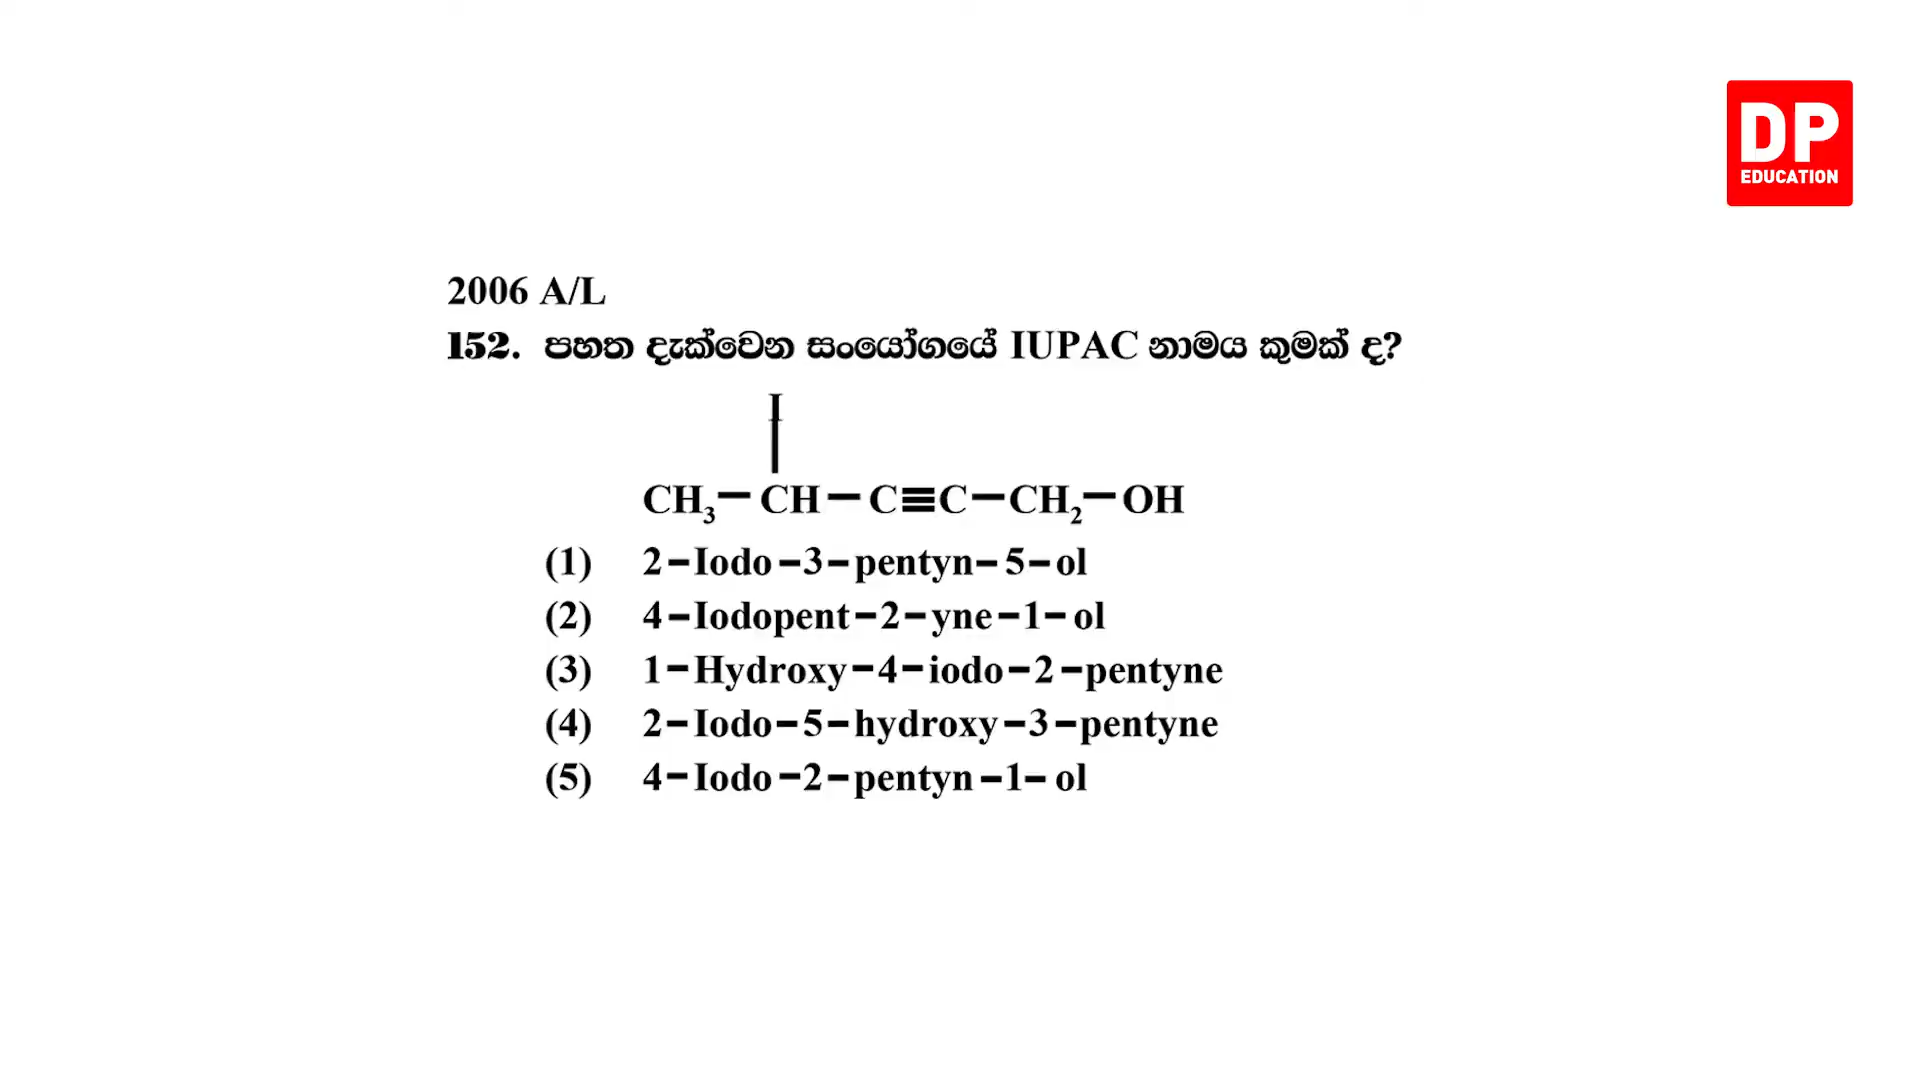 DP
EDUCATION
2006 A/L
152. පහත දැක්වෙන සංයෝගයේ IUPAC නාමය කුමක් ද?
I
CH₃－CH－C≡C－CH₂－OH
(1) 2-Iodo-3-pentyn-5-ol
(2) 4-Iodopent-2-yne-1-ol
(3) 1-Hydroxy-4-iodo-2-pentyne
(4) 2-Iodo-5-hydroxy-3-pentyne
(5) 4-Iodo-2-pentyn-1-ol